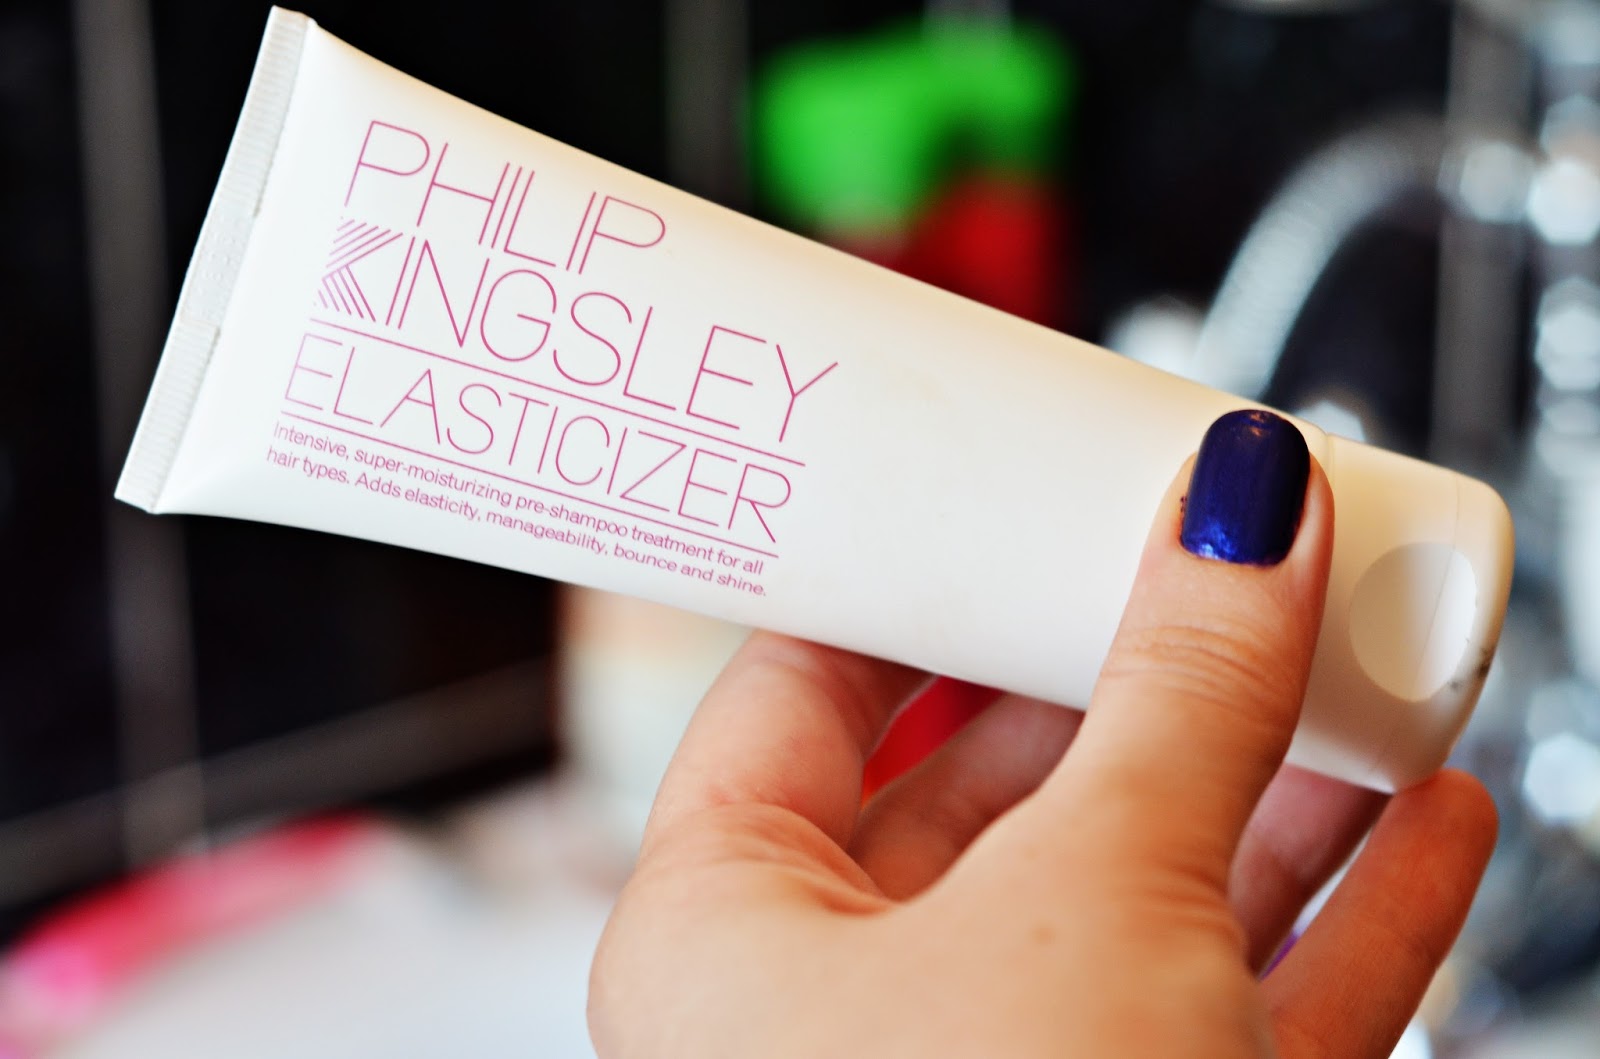 PHILIP
KINGSLEY
ELASTICIZER
Intensive, super-moisturizing pre-shampoo treatment for all
hair types. Adds elasticity, manageability, bounce and shine.